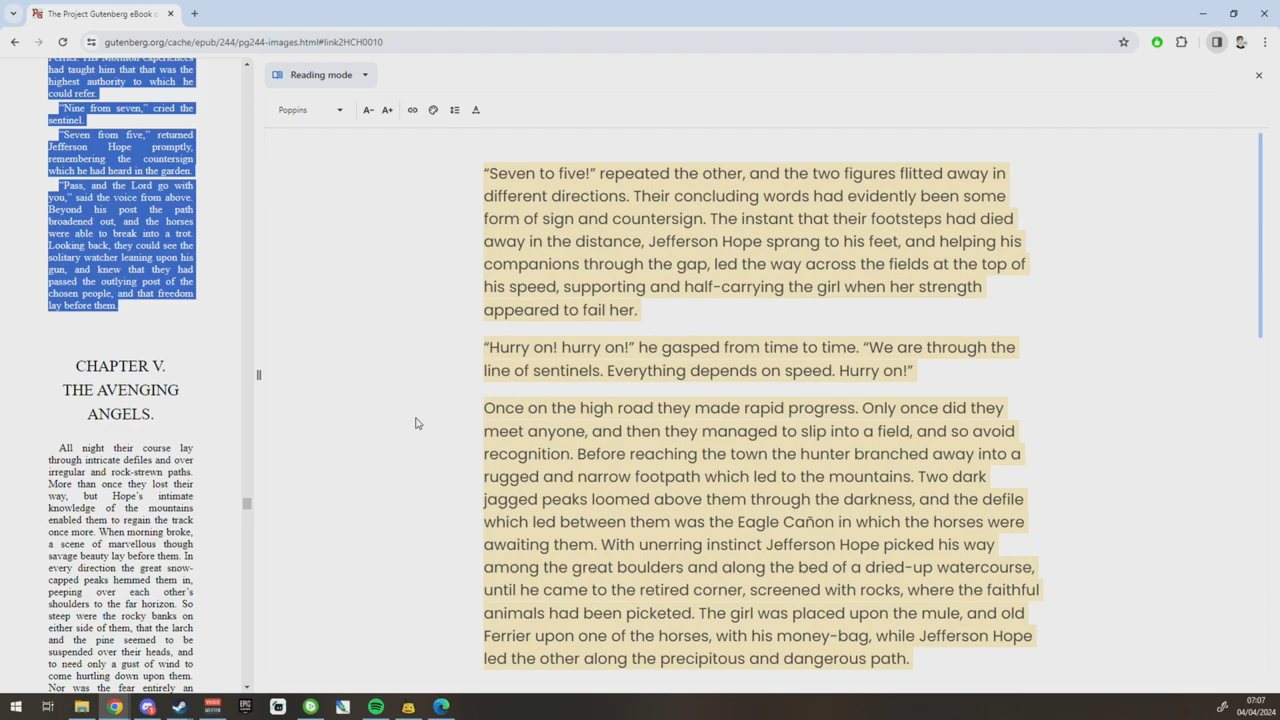 The Project Gutenberg eBook o
gutenberg.org/cache/epub/244/pg244-images.html#link2HCH0010
had taught him that that was the
highest authority to which he
could refer.
“Nine from seven,” cried the
sentinel.
“Seven from five,” returned
Jefferson Hope promptly,
remembering the countersign
which he had heard in the garden.
“Pass, and the Lord go with
you,” said the voice from above.
Beyond his post the path
broadened out, and the horses
were able to break into a trot.
Looking back, they could see the
solitary watcher leaning upon his
gun, and knew that they had
passed the outlying post of the
chosen people, and that freedom
lay before them.
CHAPTER V.
THE AVENGING
ANGELS.
All night their course lay
through intricate defiles and over
irregular and rock-strewn paths.
More than once they lost their
way, but Hope’s intimate
knowledge of the mountains
enabled them to regain the track
once more. When morning broke,
a scene of marvellous though
savage beauty lay before them. In
every direction the great snow-
capped peaks hemmed them in,
peeping over each other’s
shoulders to the far horizon. So
steep were the rocky banks on
either side of them, that the larch
and the pine seemed to be
suspended over their heads, and
to need only a gust of wind to
come hurtling down upon them.
Nor was the fear entirely an
Reading mode
Poppins
A- A+
“Seven to five!” repeated the other, and the two figures flitted away in
different directions. Their concluding words had evidently been some
form of sign and countersign. The instant that their footsteps had died
away in the distance, Jefferson Hope sprang to his feet, and helping his
companions through the gap, led the way across the fields at the top of
his speed, supporting and half-carrying the girl when her strength
appeared to fail her.
“Hurry on! hurry on!” he gasped from time to time. “We are through the
line of sentinels. Everything depends on speed. Hurry on!”
Once on the high road they made rapid progress. Only once did they
meet anyone, and then they managed to slip into a field, and so avoid
recognition. Before reaching the town the hunter branched away into a
rugged and narrow footpath which led to the mountains. Two dark
jagged peaks loomed above them through the darkness, and the defile
which led between them was the Eagle Cañon in which the horses were
awaiting them. With unerring instinct Jefferson Hope picked his way
among the great boulders and along the bed of a dried-up watercourse,
until he came to the retired corner, screened with rocks, where the faithful
animals had been picketed. The girl was placed upon the mule, and old
Ferrier upon one of the horses, with his money-bag, while Jefferson Hope
led the other along the precipitous and dangerous path.
07:07
04/04/2024